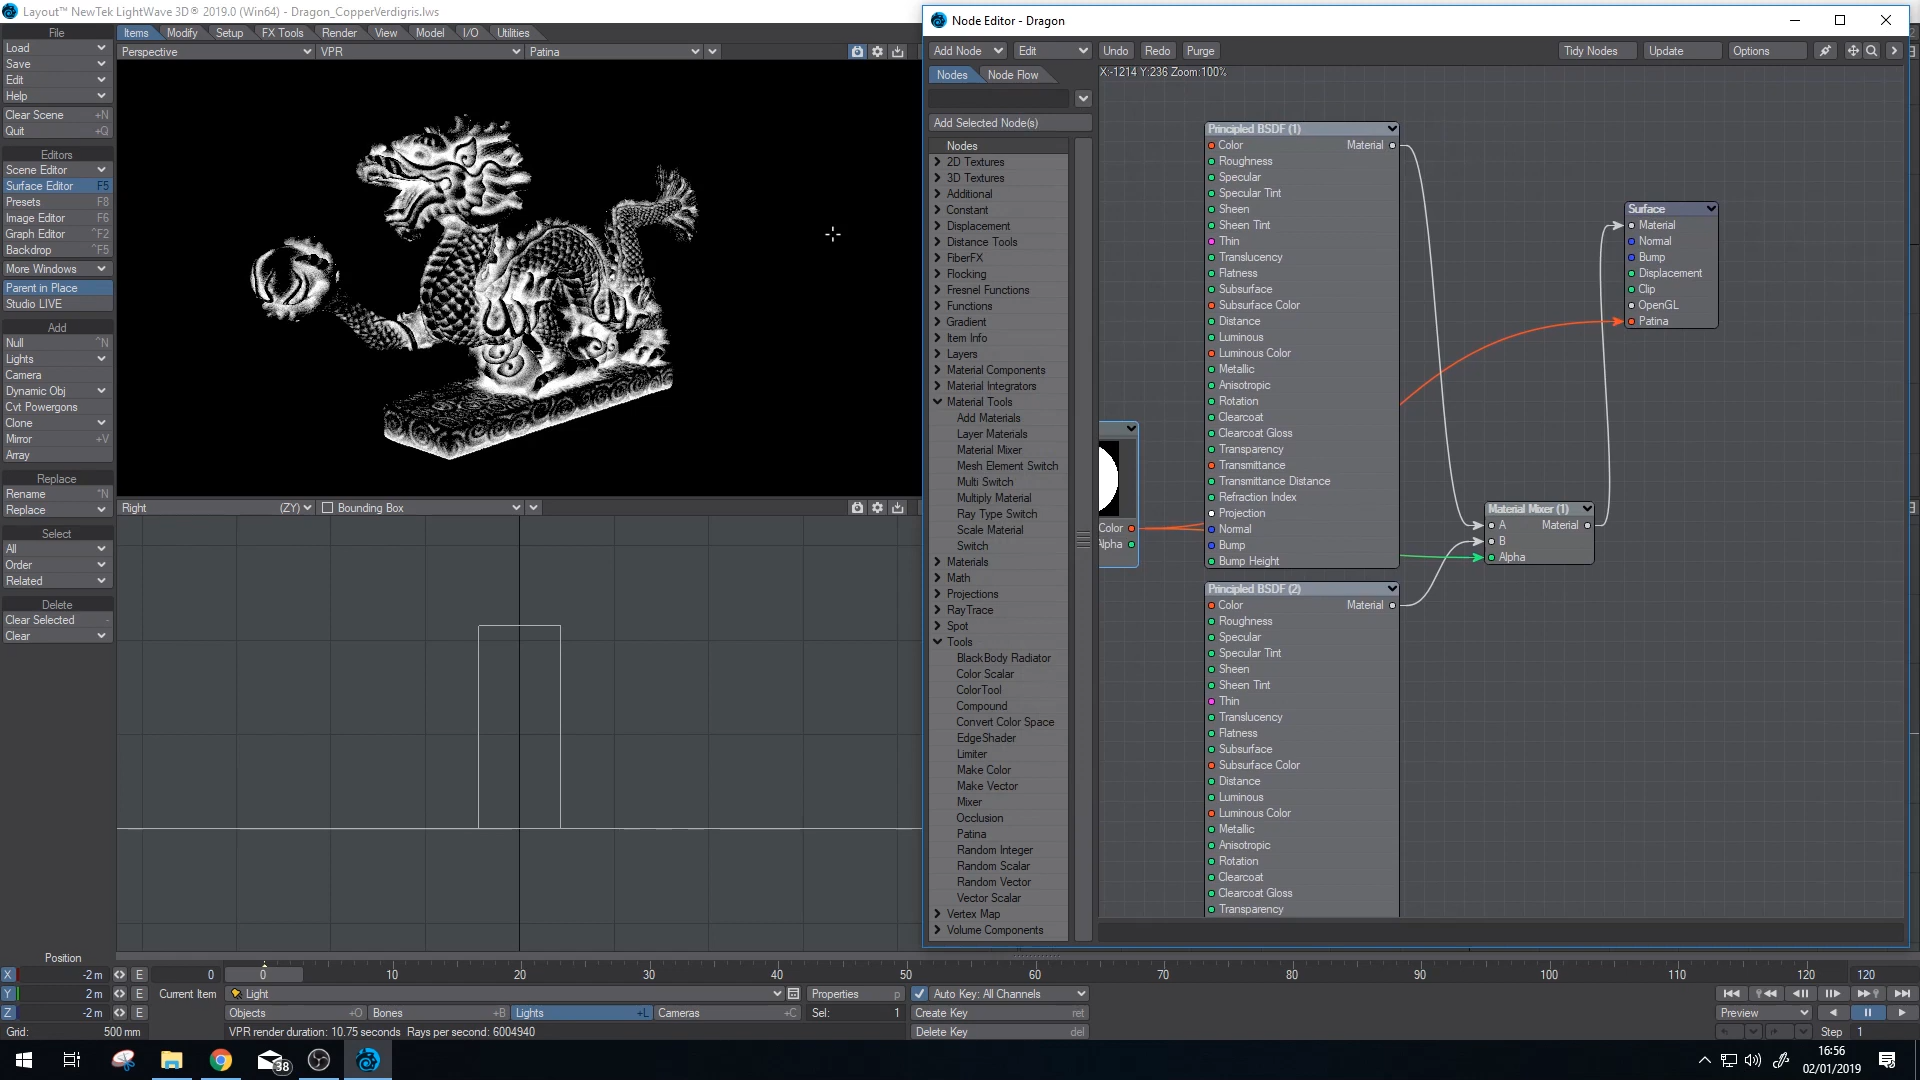 Layout™ NewTek LightWave 3D® 2019.0 (Win64) - Dragon_CopperVerdigris.lws
File
Load
Save
Edit
Help
Clear Scene +N
Quit +Q
Editors
Scene Editor
Surface Editor F5
Presets F8
Image Editor F6
Graph Editor ^F2
Backdrop ^F5
More Windows
Parent in Place
Studio LIVE
Add
Null ^N
Lights
Camera
Dynamic Obj
Cvt Powergons
Clone
Mirror +V
Array
Replace
Rename ^N
Replace
Select
All
Order
Related
Delete
Clear Selected -
Clear
Items Modify Setup FX Tools Render View Model I/O Utilities
Perspective VPR Patina
Right (ZY) Bounding Box
Node Editor - Dragon
Add Node Edit Undo Redo Purge Tidy Nodes Update Options
Nodes Node Flow
X:-1214 Y:236 Zoom:100%
Add Selected Node(s)
Nodes
2D Textures
3D Textures
Additional
Constant
Displacement
Distance Tools
FiberFX
Flocking
Fresnel Functions
Functions
Gradient
Item Info
Layers
Material Components
Material Integrators
Material Tools
Add Materials
Layer Materials
Material Mixer
Mesh Element Switch
Multi Switch
Multiply Material
Ray Type Switch
Scale Material
Switch
Materials
Math
Projections
RayTrace
Spot
Tools
BlackBody Radiator
Color Scalar
ColorTool
Compound
Convert Color Space
EdgeShader
Limiter
Make Color
Make Vector
Mixer
Occlusion
Patina
Random Integer
Random Scalar
Random Vector
Vector Scalar
Vertex Map
Volume Components
Color
Alpha
Principled BSDF (1)
Color Material
Roughness
Specular
Specular Tint
Sheen
Sheen Tint
Thin
Translucency
Flatness
Subsurface
Subsurface Color
Distance
Luminous
Luminous Color
Metallic
Anisotropic
Rotation
Clearcoat
Clearcoat Gloss
Transparency
Transmittance
Transmittance Distance
Refraction Index
Projection
Normal
Bump
Bump Height
Principled BSDF (2)
Color Material
Roughness
Specular
Specular Tint
Sheen
Sheen Tint
Thin
Translucency
Flatness
Subsurface
Subsurface Color
Distance
Luminous
Luminous Color
Metallic
Anisotropic
Rotation
Clearcoat
Clearcoat Gloss
Transparency
Material Mixer (1)
A Material
B
Alpha
Surface
Material
Normal
Bump
Displacement
Clip
OpenGL
Patina
Position
X -2 m E 0 0 10 20 30 40 50 60 70 80 90 100 110 120 120
Y 2 m E Current Item Light Properties p Auto Key: All Channels
Z -2 m E Objects +O Bones +B Lights +L Cameras +C Sel: 1 Create Key ret Preview
Grid: 500 mm VPR render duration: 10.75 seconds Rays per second: 6004940 Delete Key del Step 1
38
16:56
02/01/2019